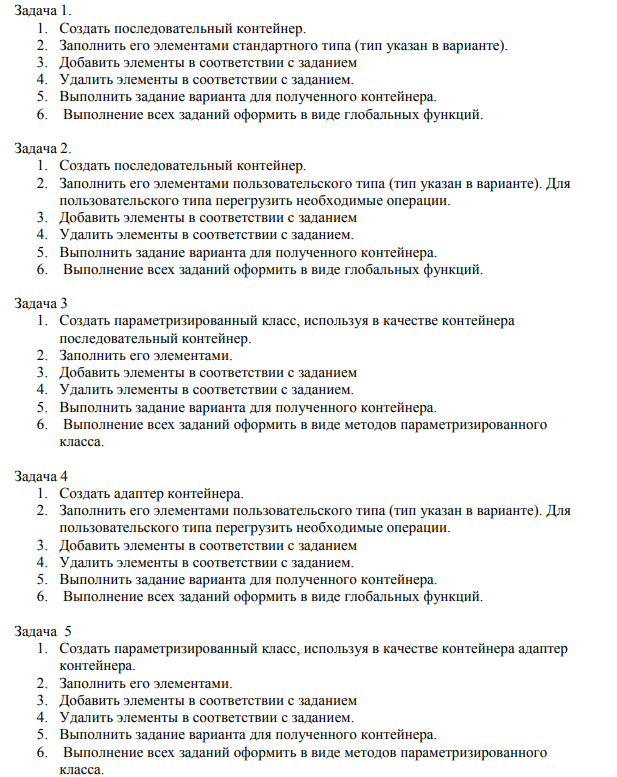 Задача 1.
1. Создать последовательный контейнер.
2. Заполнить его элементами стандартного типа (тип указан в варианте).
3. Добавить элементы в соответствии с заданием
4. Удалить элементы в соответствии с заданием.
5. Выполнить задание варианта для полученного контейнера.
6. Выполнение всех заданий оформить в виде глобальных функций.
Задача 2.
1. Создать последовательный контейнер.
2. Заполнить его элементами пользовательского типа (тип указан в варианте). Для
пользовательского типа перегрузить необходимые операции.
3. Добавить элементы в соответствии с заданием
4. Удалить элементы в соответствии с заданием.
5. Выполнить задание варианта для полученного контейнера.
6. Выполнение всех заданий оформить в виде глобальных функций.
Задача 3
1. Создать параметризированный класс, используя в качестве контейнера
последовательный контейнер.
2. Заполнить его элементами.
3. Добавить элементы в соответствии с заданием
4. Удалить элементы в соответствии с заданием.
5. Выполнить задание варианта для полученного контейнера.
6. Выполнение всех заданий оформить в виде методов параметризированного
класса.
Задача 4
1. Создать адаптер контейнера.
2. Заполнить его элементами пользовательского типа (тип указан в варианте). Для
пользовательского типа перегрузить необходимые операции.
3. Добавить элементы в соответствии с заданием
4. Удалить элементы в соответствии с заданием.
5. Выполнить задание варианта для полученного контейнера.
6. Выполнение всех заданий оформить в виде глобальных функций.
Задача 5
1. Создать параметризированный класс, используя в качестве контейнера адаптер
контейнера.
2. Заполнить его элементами.
3. Добавить элементы в соответствии с заданием
4. Удалить элементы в соответствии с заданием.
5. Выполнить задание варианта для полученного контейнера.
6. Выполнение всех заданий оформить в виде методов параметризированного
класса.